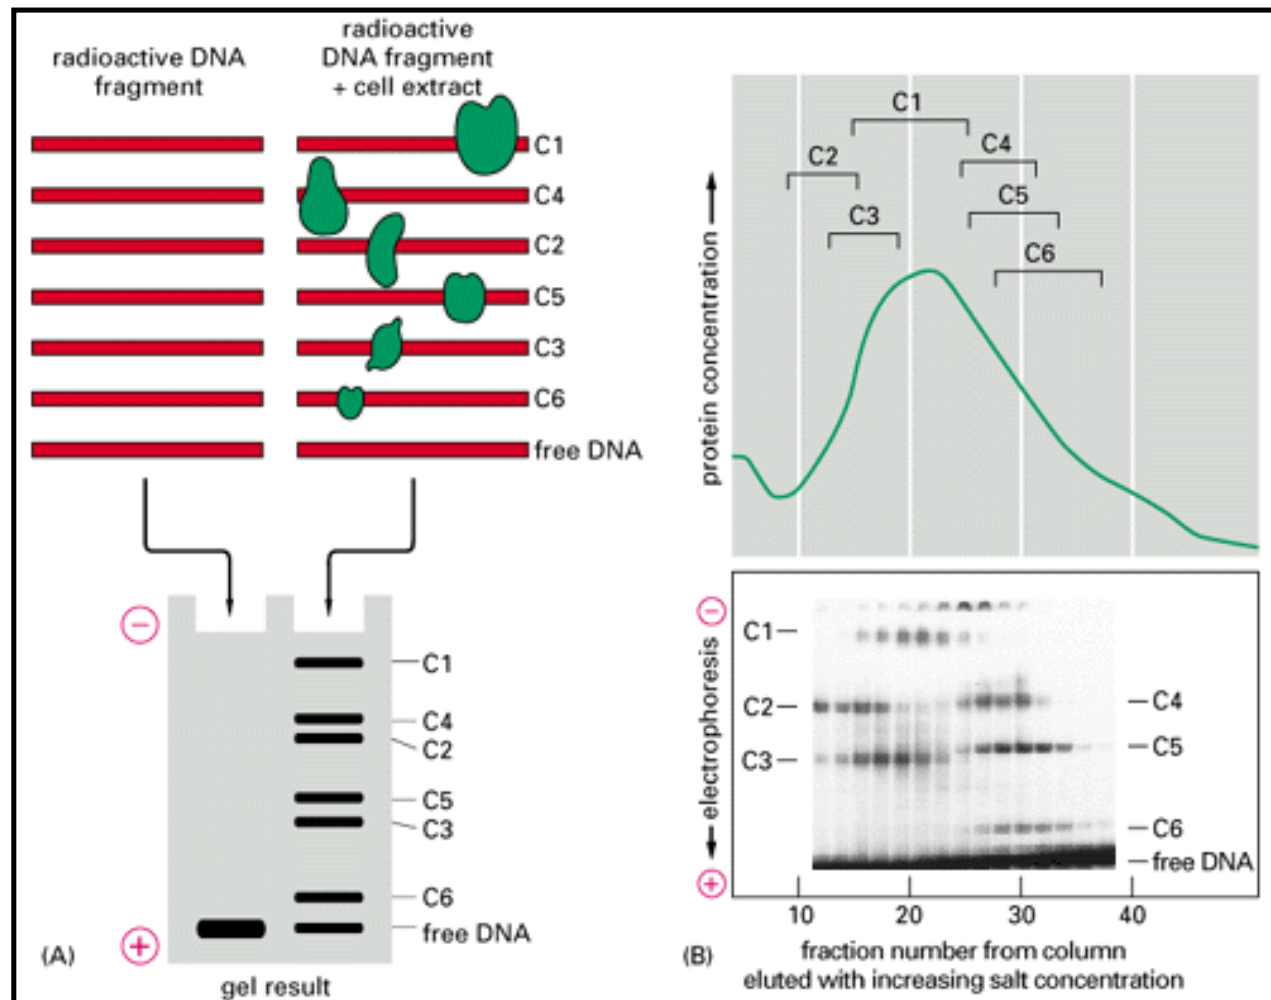 radioactive DNA
fragment
radioactive
DNA fragment
+ cell extract
C1
C4
C2
C5
C3
C6
free DNA
−
+
C1
C4
C2
C5
C3
C6
free DNA
(A)
gel result
protein concentration
C1
C2
C4
C3
C5
C6
−
electrophoresis
+
C1
C2
C3
C4
C5
C6
free DNA
10 20 30 40
(B)
fraction number from column
eluted with increasing salt concentration